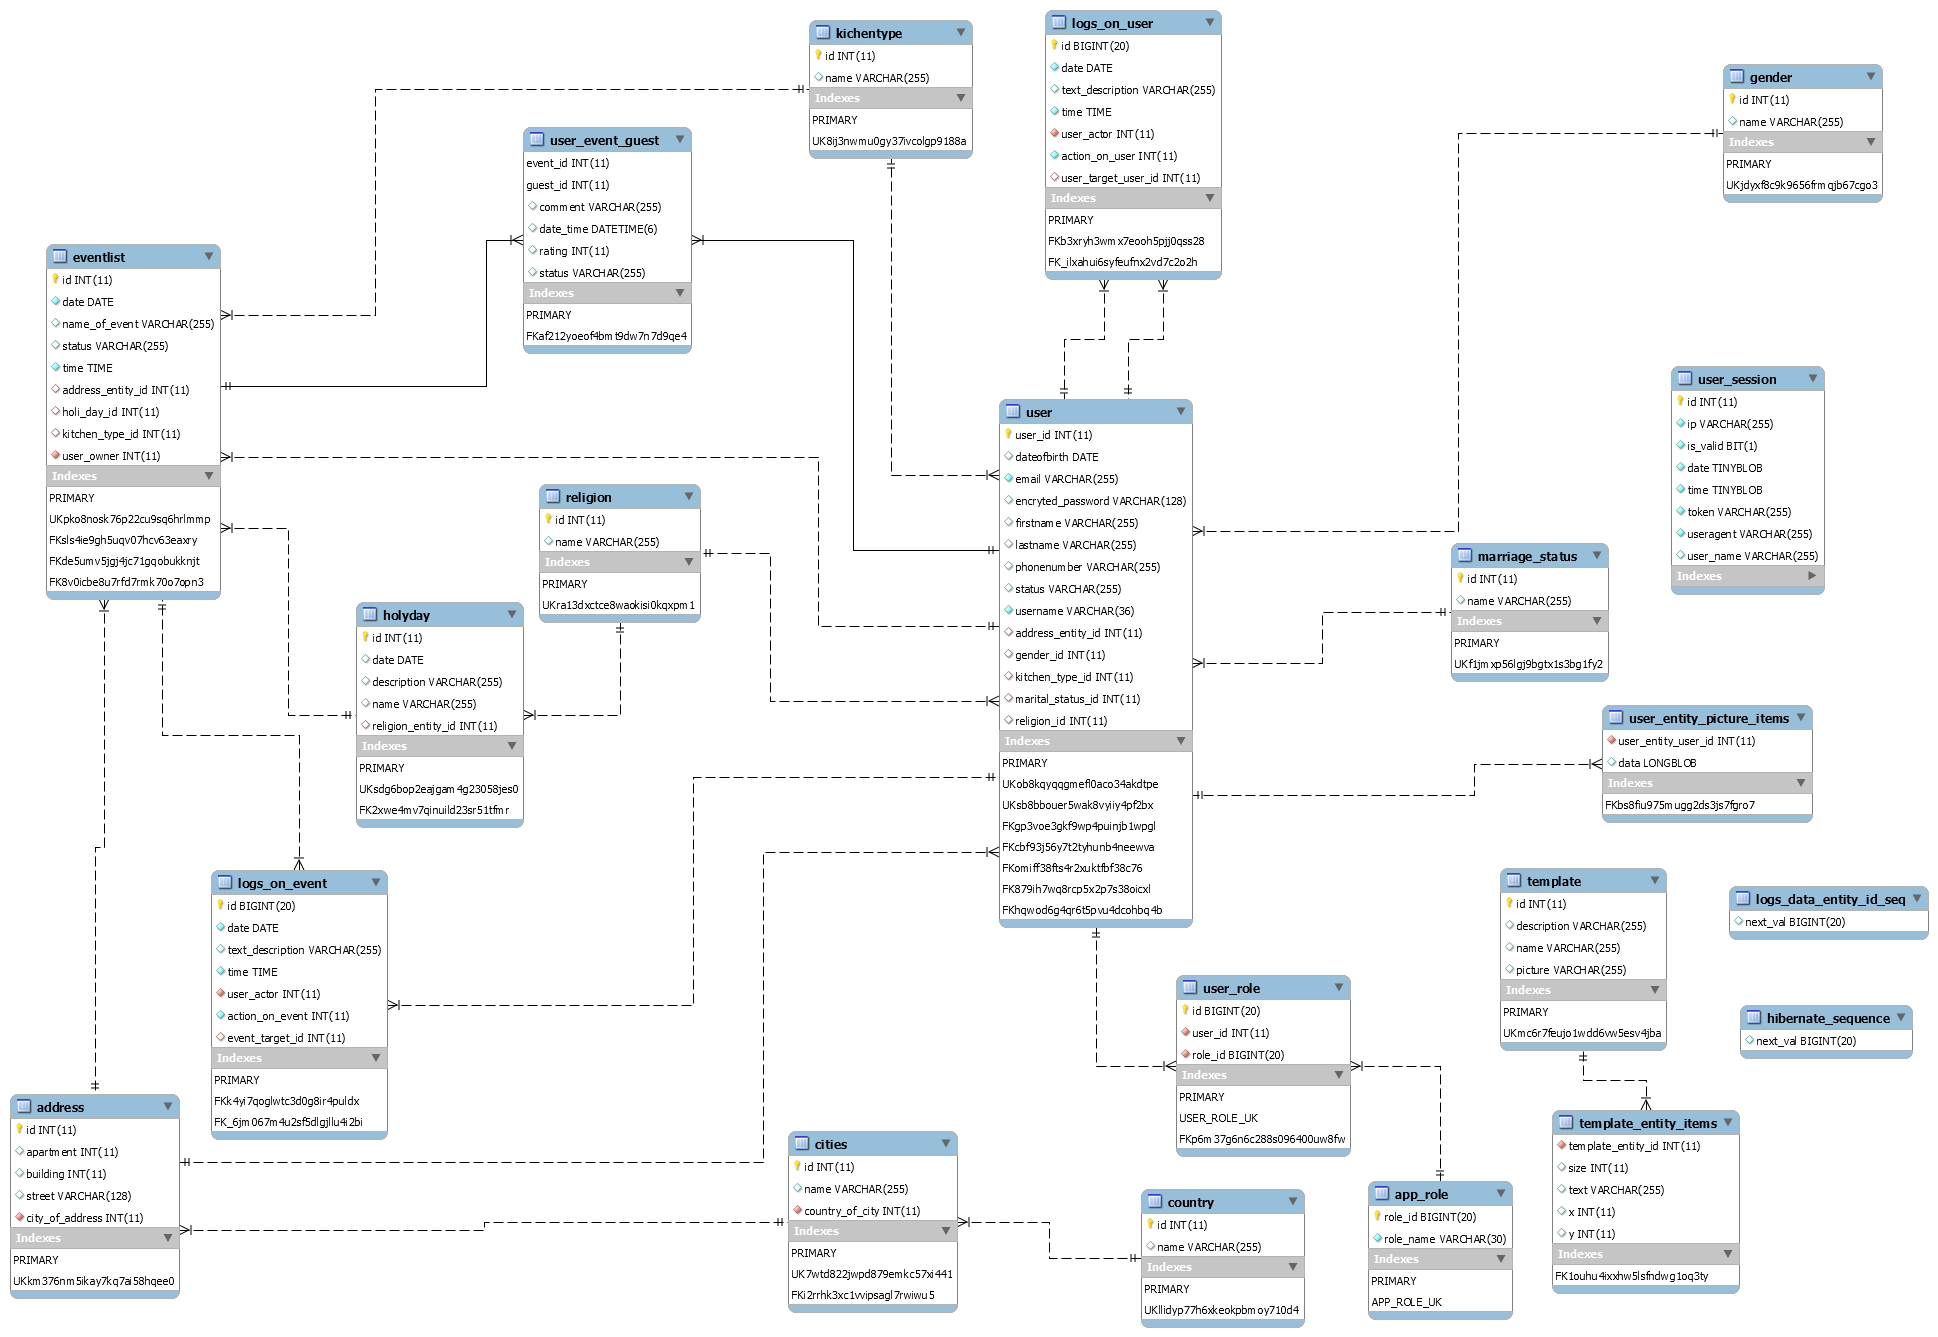 kichentype
id INT(11)
name VARCHAR(255)
Indexes
PRIMARY
UK8ij3nwmu0gy37ivcolgp9188a
logs_on_user
id BIGINT(20)
date DATE
text_description VARCHAR(255)
time TIME
user_actor INT(11)
action_on_user INT(11)
user_target_user_id INT(11)
Indexes
PRIMARY
FKb3xryh3wmx7eooh5pjj0qss28
FK_ilxahui6syfeufnx2vd7c2o2h
gender
id INT(11)
name VARCHAR(255)
Indexes
PRIMARY
UKjdyxf8c9k9656frmqjb67cgo3
user_event_guest
event_id INT(11)
guest_id INT(11)
comment VARCHAR(255)
date_time DATETIME(6)
rating INT(11)
status VARCHAR(255)
Indexes
PRIMARY
FKaf212yoeof4bmt9dw7n7d9qe4
eventlist
id INT(11)
date DATE
name_of_event VARCHAR(255)
status VARCHAR(255)
time TIME
address_entity_id INT(11)
holi_day_id INT(11)
kitchen_type_id INT(11)
user_owner INT(11)
Indexes
PRIMARY
UKpko8nosk76p22cu9sq6hrlmmp
FKsls4ie9gh5uqv07hcv63eaxry
FKde5umv5jgj4jc71gqobukknjt
FK8v0icbe8u7rfd7rmk70o7opn3
user_session
id INT(11)
ip VARCHAR(255)
is_valid BIT(1)
date TINYBLOB
time TINYBLOB
token VARCHAR(255)
useragent VARCHAR(255)
user_name VARCHAR(255)
Indexes
user
user_id INT(11)
dateofbirth DATE
email VARCHAR(255)
encryted_password VARCHAR(128)
firstname VARCHAR(255)
lastname VARCHAR(255)
phonenumber VARCHAR(255)
status VARCHAR(255)
username VARCHAR(36)
address_entity_id INT(11)
gender_id INT(11)
kitchen_type_id INT(11)
marital_status_id INT(11)
religion_id INT(11)
Indexes
PRIMARY
UKob8kqyqqgmefl0aco34akdtpe
UKsb8bbouer5wak8vyiiy4pf2bx
FKgp3voe3gkf9wp4puinjb1wpgl
FKcbf93j56y7t2tyhunb4neewva
FKomiff38fts4r2xuktfbf38c76
FK879ih7wq8rcp5x2p7s38oicxl
FKhqwod6g4qr6t5pvu4dcohbq4b
religion
id INT(11)
name VARCHAR(255)
Indexes
PRIMARY
UKra13dxctce8waokisi0kqxpm1
marriage_status
id INT(11)
name VARCHAR(255)
Indexes
PRIMARY
UKf1jmxp56lgj9bgtx1s3bg1fy2
holyday
id INT(11)
date DATE
description VARCHAR(255)
name VARCHAR(255)
religion_entity_id INT(11)
Indexes
PRIMARY
UKsdg6bop2eajgam4g23058jes0
FK2xwe4mv7qinuild23sr51tfmr
user_entity_picture_items
user_entity_user_id INT(11)
data LONGBLOB
Indexes
FKbs8fiu975mugg2ds3js7fgro7
logs_on_event
id BIGINT(20)
date DATE
text_description VARCHAR(255)
time TIME
user_actor INT(11)
action_on_event INT(11)
event_target_id INT(11)
Indexes
PRIMARY
FKk4yi7qoglwtc3d0g8ir4puldx
FK_6jm067m4u2sf5dlgjllu4i2bi
template
id INT(11)
description VARCHAR(255)
name VARCHAR(255)
picture VARCHAR(255)
Indexes
PRIMARY
UKmc6r7feujo1wdd6vw5esv4jba
logs_data_entity_id_seq
next_val BIGINT(20)
hibernate_sequence
next_val BIGINT(20)
user_role
id BIGINT(20)
user_id INT(11)
role_id BIGINT(20)
Indexes
PRIMARY
USER_ROLE_UK
FKp6m37g6n6c288s096400uw8fw
address
id INT(11)
apartment INT(11)
building INT(11)
street VARCHAR(128)
city_of_address INT(11)
Indexes
PRIMARY
UKkm376nm5ikay7kq7ai58hqee0
cities
id INT(11)
name VARCHAR(255)
country_of_city INT(11)
Indexes
PRIMARY
UK7wtd822jwpd879emkc57xi441
FKi2rrhk3xc1vvipsagl7rwiwu5
country
id INT(11)
name VARCHAR(255)
Indexes
PRIMARY
UKllidyp77h6xkeokpbmoy710d4
app_role
role_id BIGINT(20)
role_name VARCHAR(30)
Indexes
PRIMARY
APP_ROLE_UK
template_entity_items
template_entity_id INT(11)
size INT(11)
text VARCHAR(255)
x INT(11)
y INT(11)
Indexes
FK1ouhu4ixxhw5lsfndwg1oq3ty